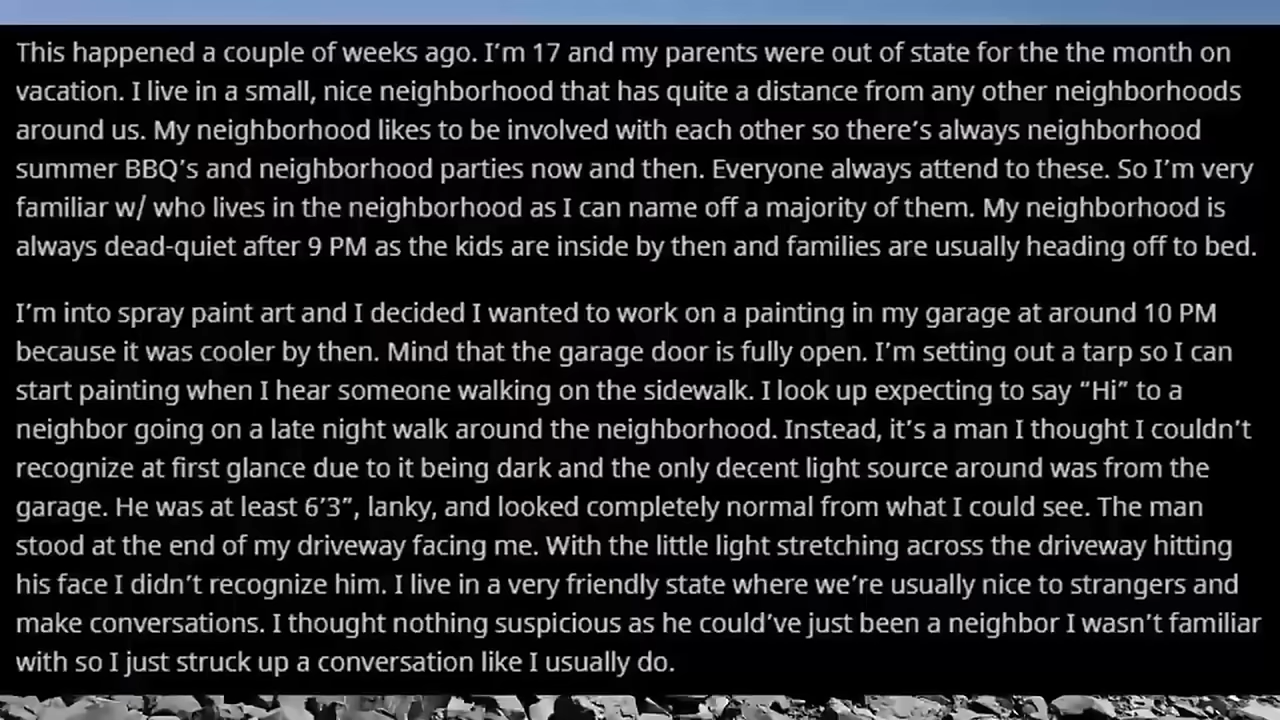 This happened a couple of weeks ago. I’m 17 and my parents were out of state for the the month on
vacation. I live in a small, nice neighborhood that has quite a distance from any other neighborhoods
around us. My neighborhood likes to be involved with each other so there’s always neighborhood
summer BBQ’s and neighborhood parties now and then. Everyone always attend to these. So I’m very
familiar w/ who lives in the neighborhood as I can name off a majority of them. My neighborhood is
always dead-quiet after 9 PM as the kids are inside by then and families are usually heading off to bed.
I’m into spray paint art and I decided I wanted to work on a painting in my garage at around 10 PM
because it was cooler by then. Mind that the garage door is fully open. I’m setting out a tarp so I can
start painting when I hear someone walking on the sidewalk. I look up expecting to say “Hi” to a
neighbor going on a late night walk around the neighborhood. Instead, it’s a man I thought I couldn’t
recognize at first glance due to it being dark and the only decent light source around was from the
garage. He was at least 6’3”, lanky, and looked completely normal from what I could see. The man
stood at the end of my driveway facing me. With the little light stretching across the driveway hitting
his face I didn’t recognize him. I live in a very friendly state where we’re usually nice to strangers and
make conversations. I thought nothing suspicious as he could’ve just been a neighbor I wasn’t familiar
with so I just struck up a conversation like I usually do.